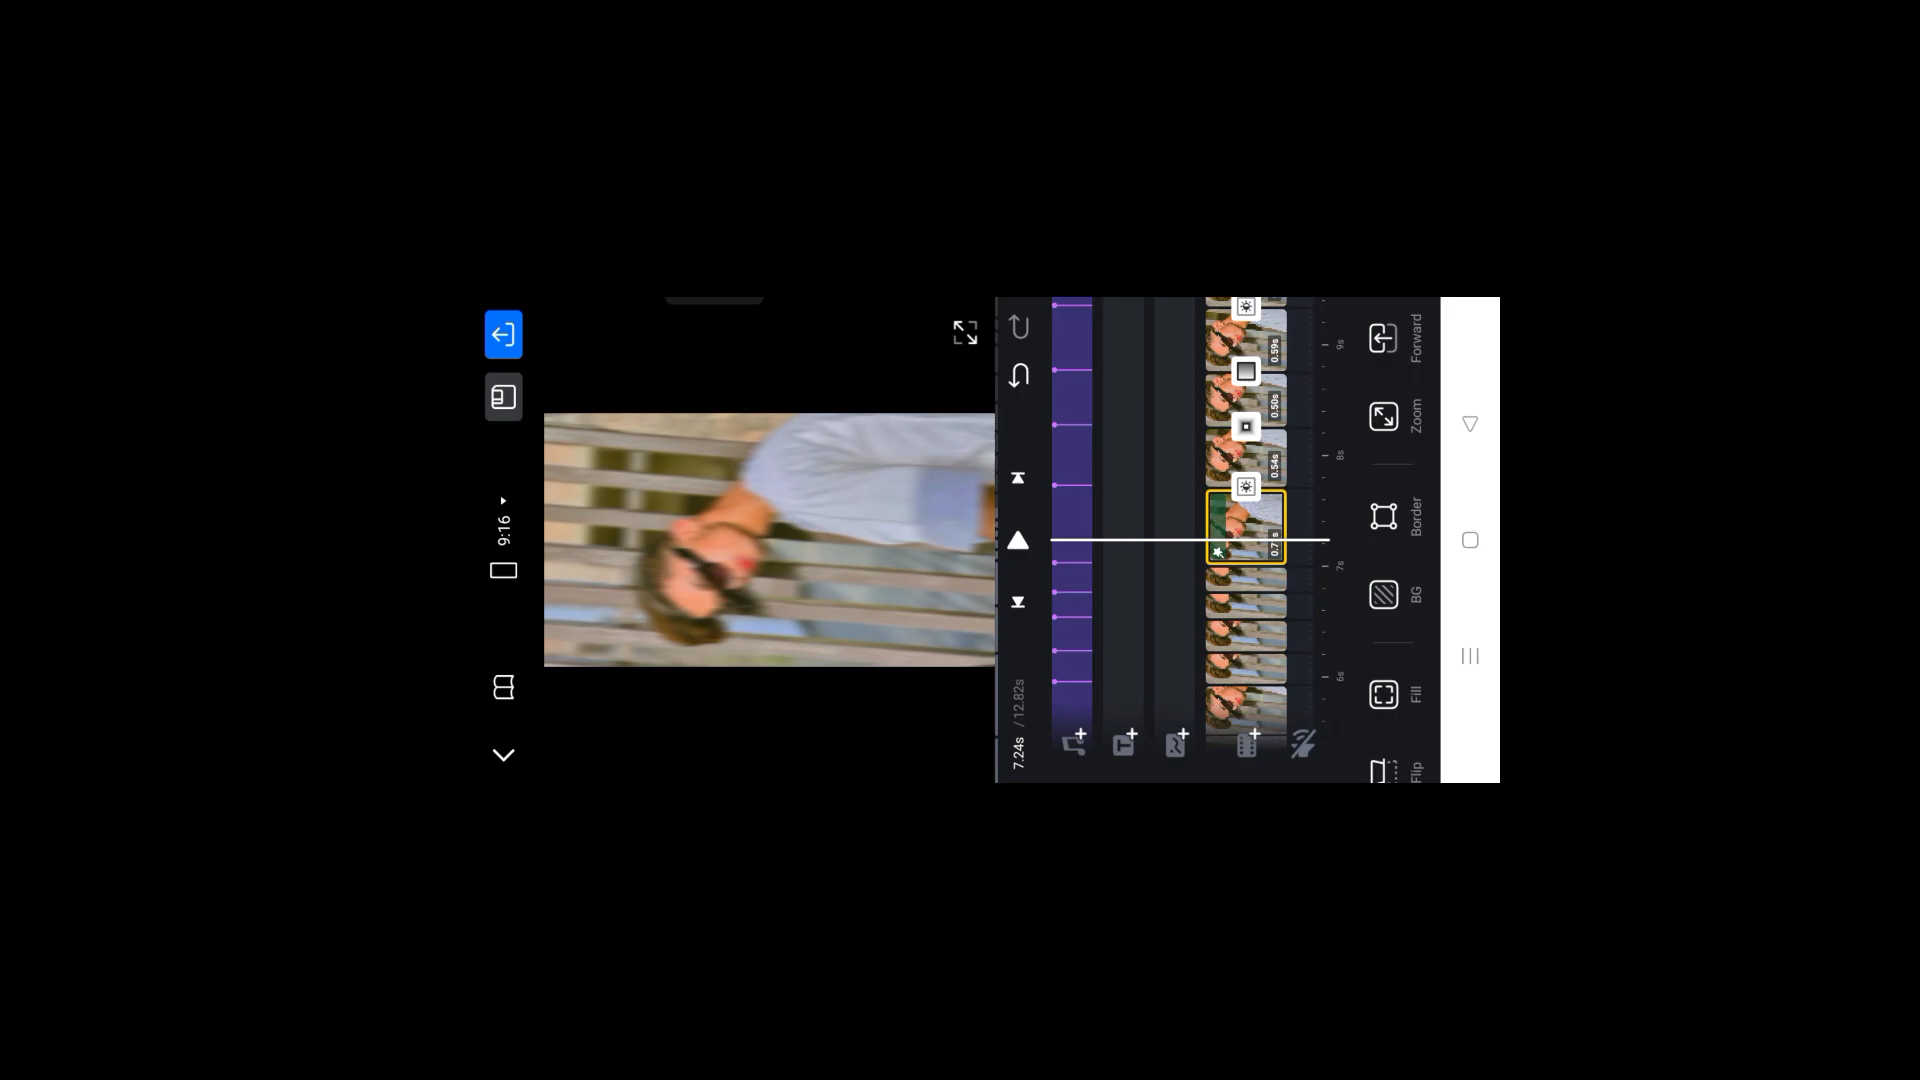 9:16
7.24s / 12.82s
0.7
0.54s
0.50s
0.59s
6s
7s
8s
9s
Flip
Fill
BG
Border
Zoom
Forward